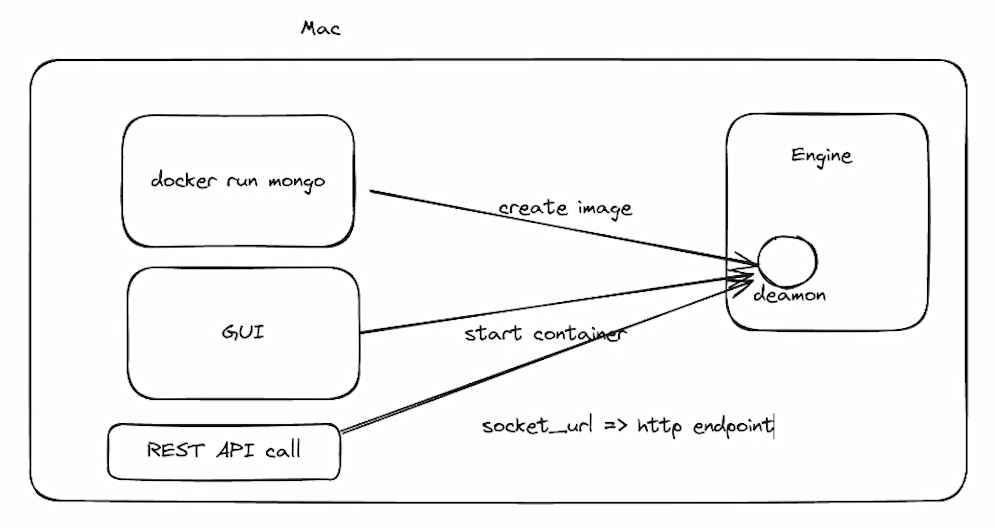 Mac
docker run mongo
Engine
create image
deamon
GUI
start container
socket_url => http endpoint
REST API call